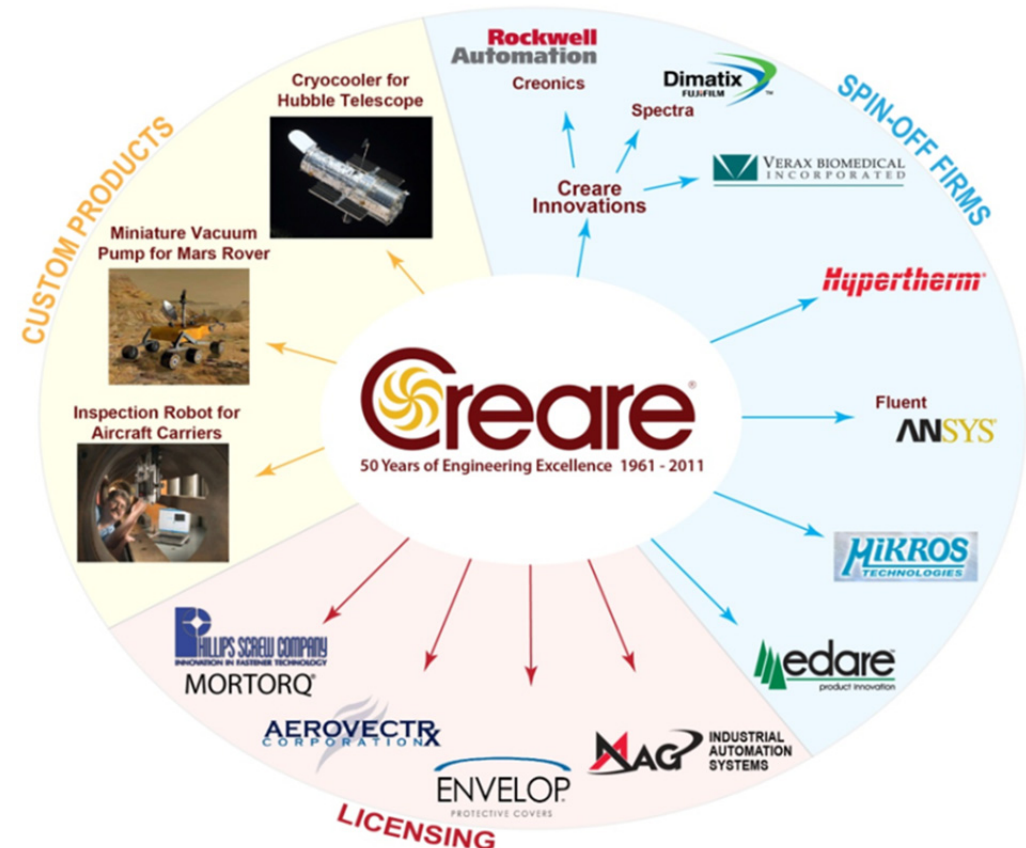 CUSTOM PRODUCTS
Cryocooler for
Hubble Telescope
Miniature Vacuum
Pump for Mars Rover
Inspection Robot for
Aircraft Carriers
SPIN-OFF FIRMS
Rockwell
Automation
Creonics
Dimatix
FUJIFILM
TM
Spectra
VERAX BIOMEDICAL
INCORPORATED
Creare
Innovations
Hypertherm®
Fluent
ANSYS®
MiKROS
TECHNOLOGIES
edare™
product innovation
Creare®
50 Years of Engineering Excellence 1961 - 2011
PHILLIPS SCREW COMPANY
INNOVATION IN FASTENER TECHNOLOGY
MORTORQ®
AEROVECTRx
CORPORATION
ENVELOP®
PROTECTIVE COVERS
MAG
INDUSTRIAL
AUTOMATION
SYSTEMS
LICENSING